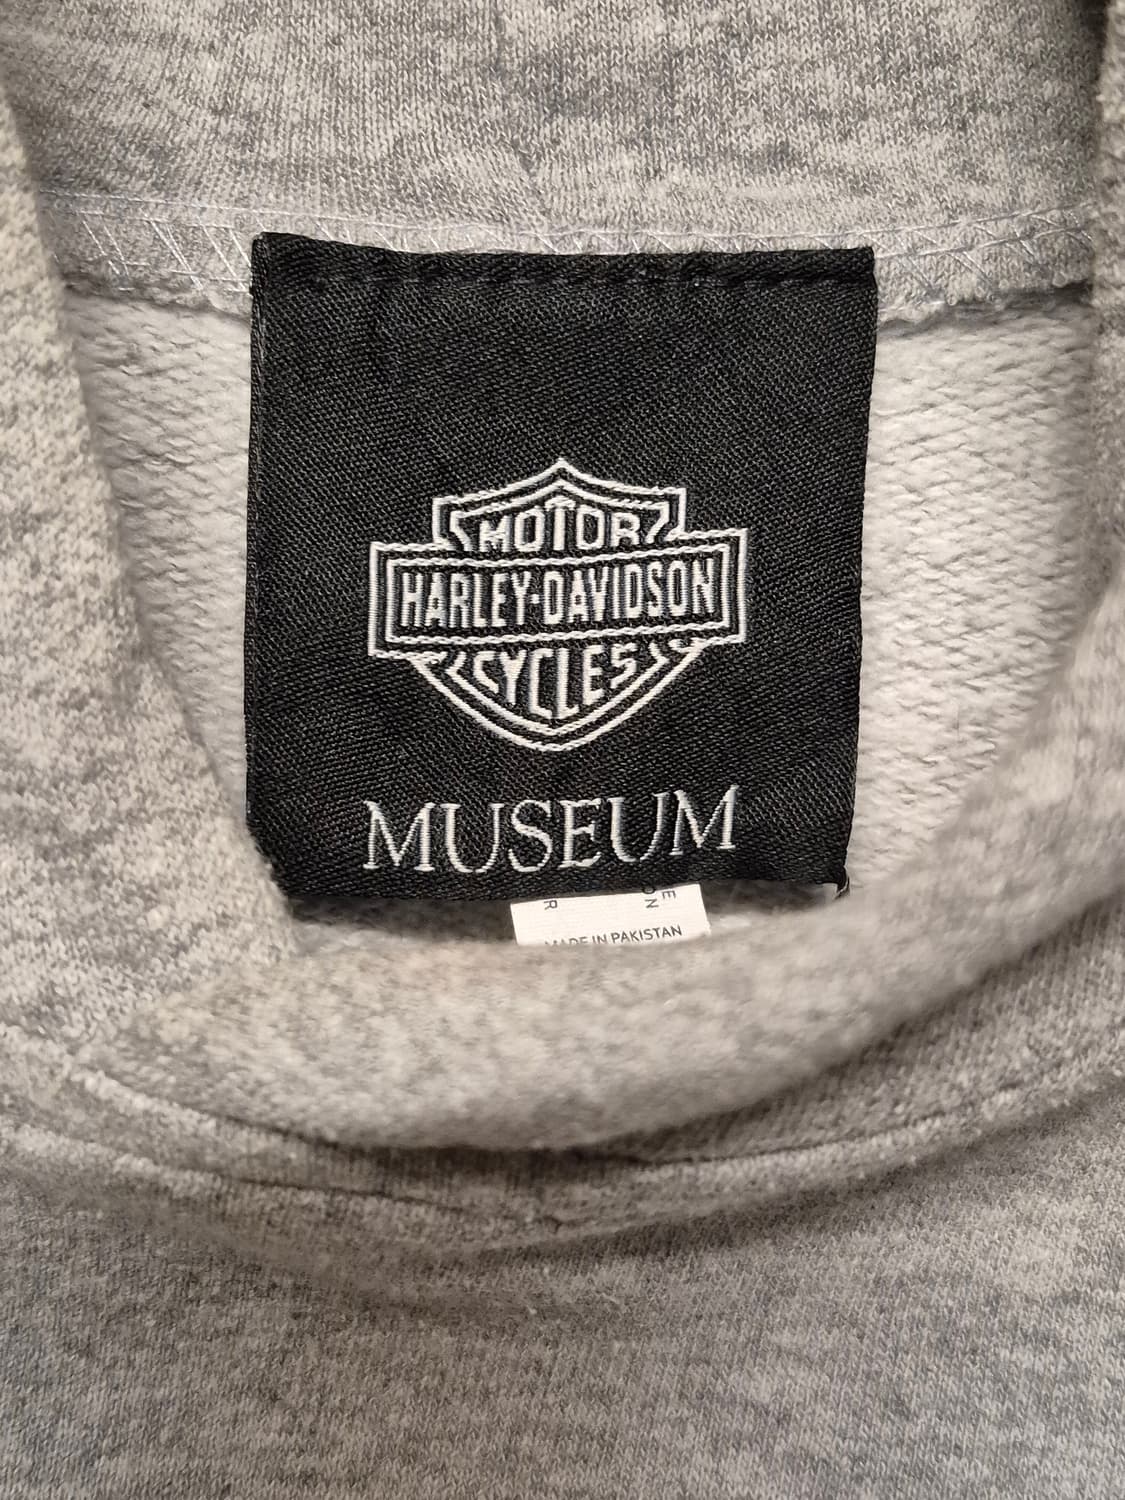 MOTOR
HARLEY-DAVIDSON
CYCLES
MUSEUM
MADE IN PAKISTAN